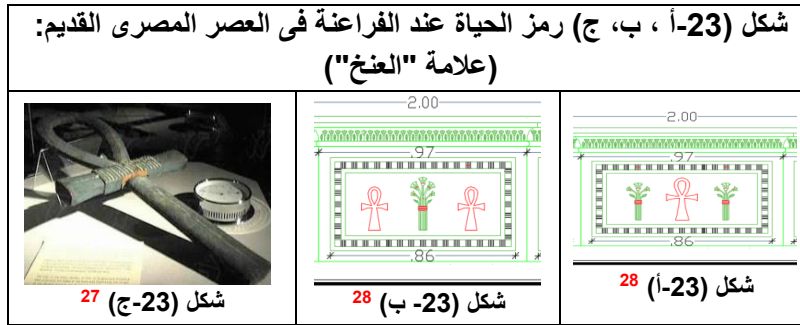 شكل (23-أ ، ب، ج) رمز الحياة عند الفراعنة فى العصر المصرى القديم:
(علامة "العنخ")
2.00
.97
.86
شكل (23-أ) 28
2.00
.97
.86
شكل (23- ب) 28
شكل (23-ج) 27